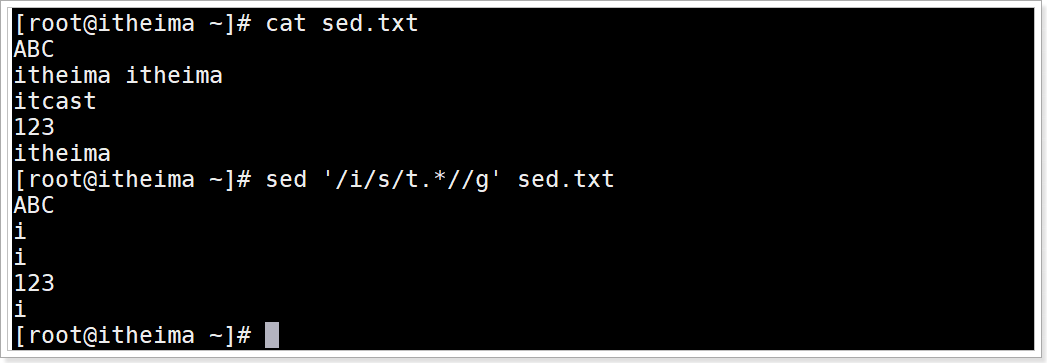 [root@itheima ~]# cat sed.txt
ABC
itheima itheima
itcast
123
itheima
[root@itheima ~]# sed '/i/s/t.*//g' sed.txt
ABC
i
i
123
i
[root@itheima ~]#